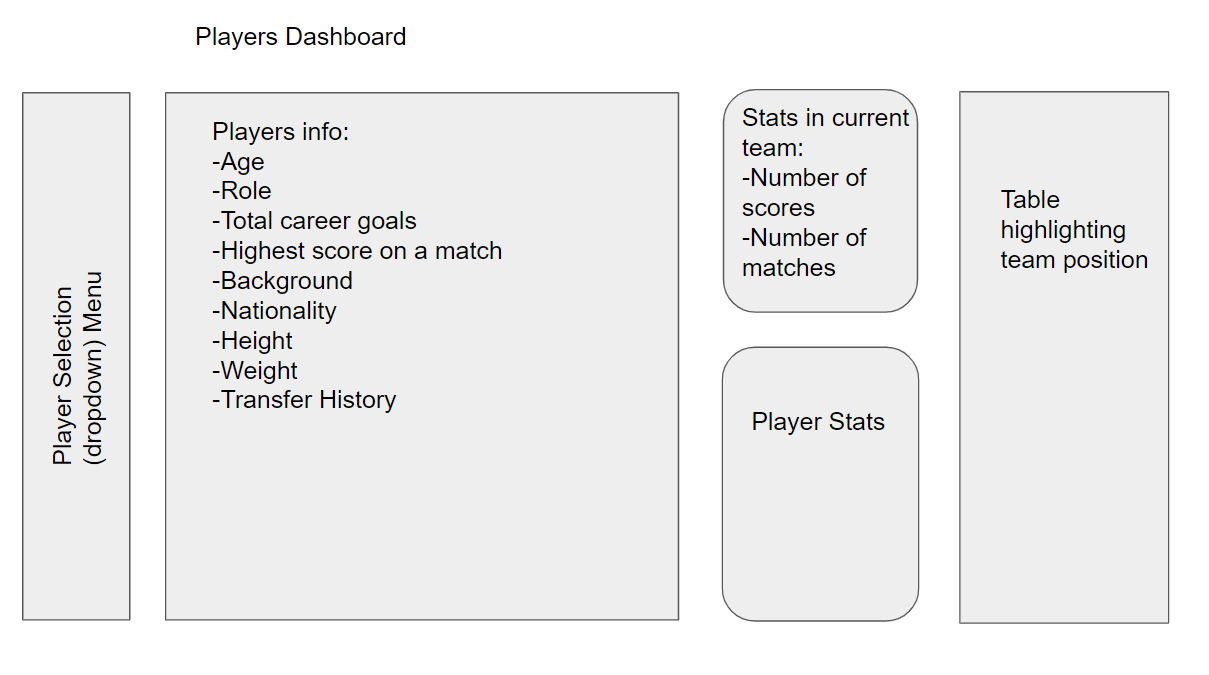 Players Dashboard
Player Selection
(dropdown) Menu
Players info:
-Age
-Role
-Total career goals
-Highest score on a match
-Background
-Nationality
-Height
-Weight
-Transfer History
Stats in current
team:
-Number of
scores
-Number of
matches
Player Stats
Table
highlighting
team position